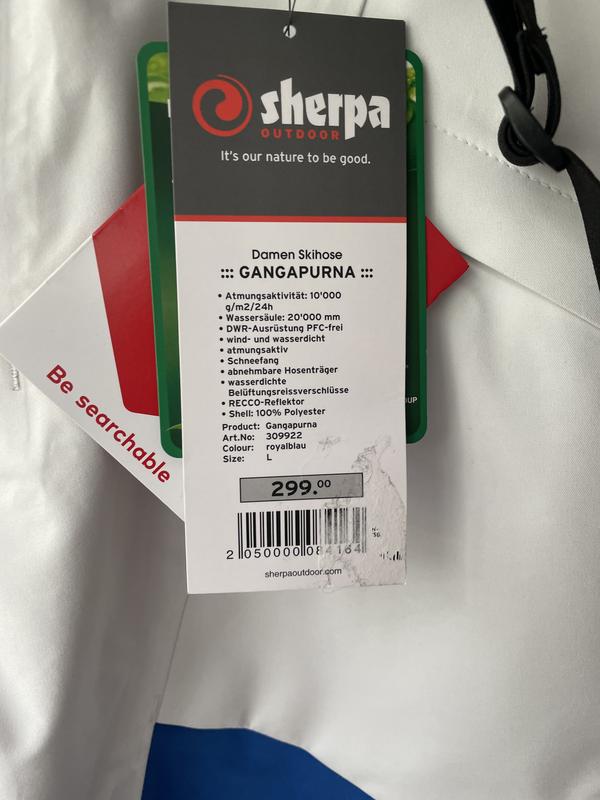 sherpa
OUTDOOR
It's our nature to be good.
Damen Skihose
::: GANGAPURNA :::
• Atmungsaktivität: 10'000
g/m2/24h
• Wassersäule: 20'000 mm
• DWR-Ausrüstung PFC-frei
• wind- und wasserdicht
• atmungsaktiv
• Schneefang
• abnehmbare Hosenträger
• wasserdichte
Belüftungsreissverschlüsse
• RECCO-Reflektor
• Shell: 100% Polyester
Product: Gangapurna
Art.No: 309922
Colour: royalblau
Size: L
299.00
2 050000 084164
sherpaoutdoor.com
Be searchable